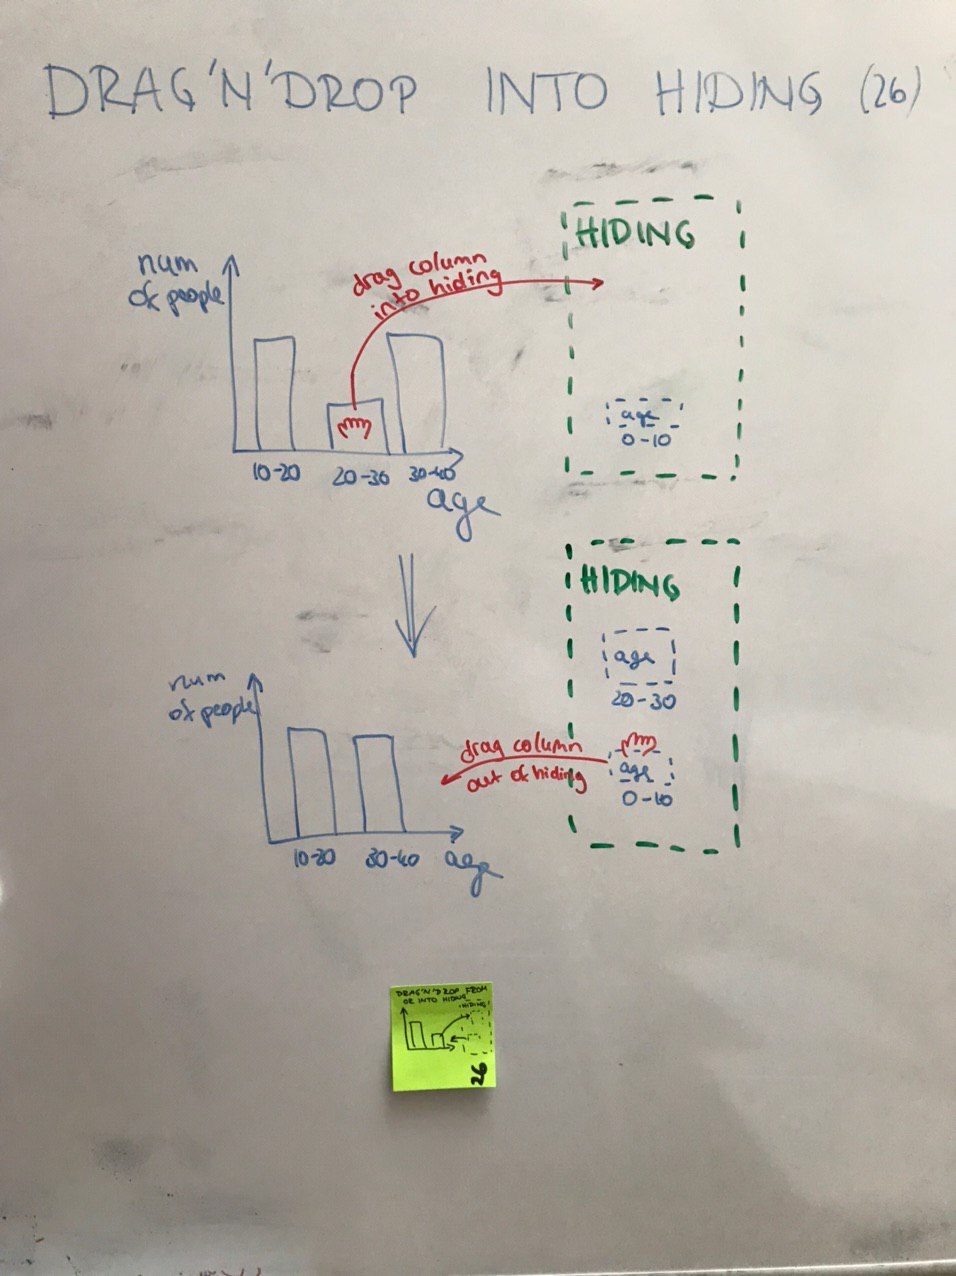 DRAG'N'DROP INTO HIDING (26)
HIDING
num
of people
drag column
into hiding
age
0-10
10-20
20-30
30-40
age
HIDING
age
20-30
num
of people
drag column
out of hiding
age
0-10
10-20
30-40
age
DRAG'N'DROP FROM
OR INTO HIDING
HIDING
26